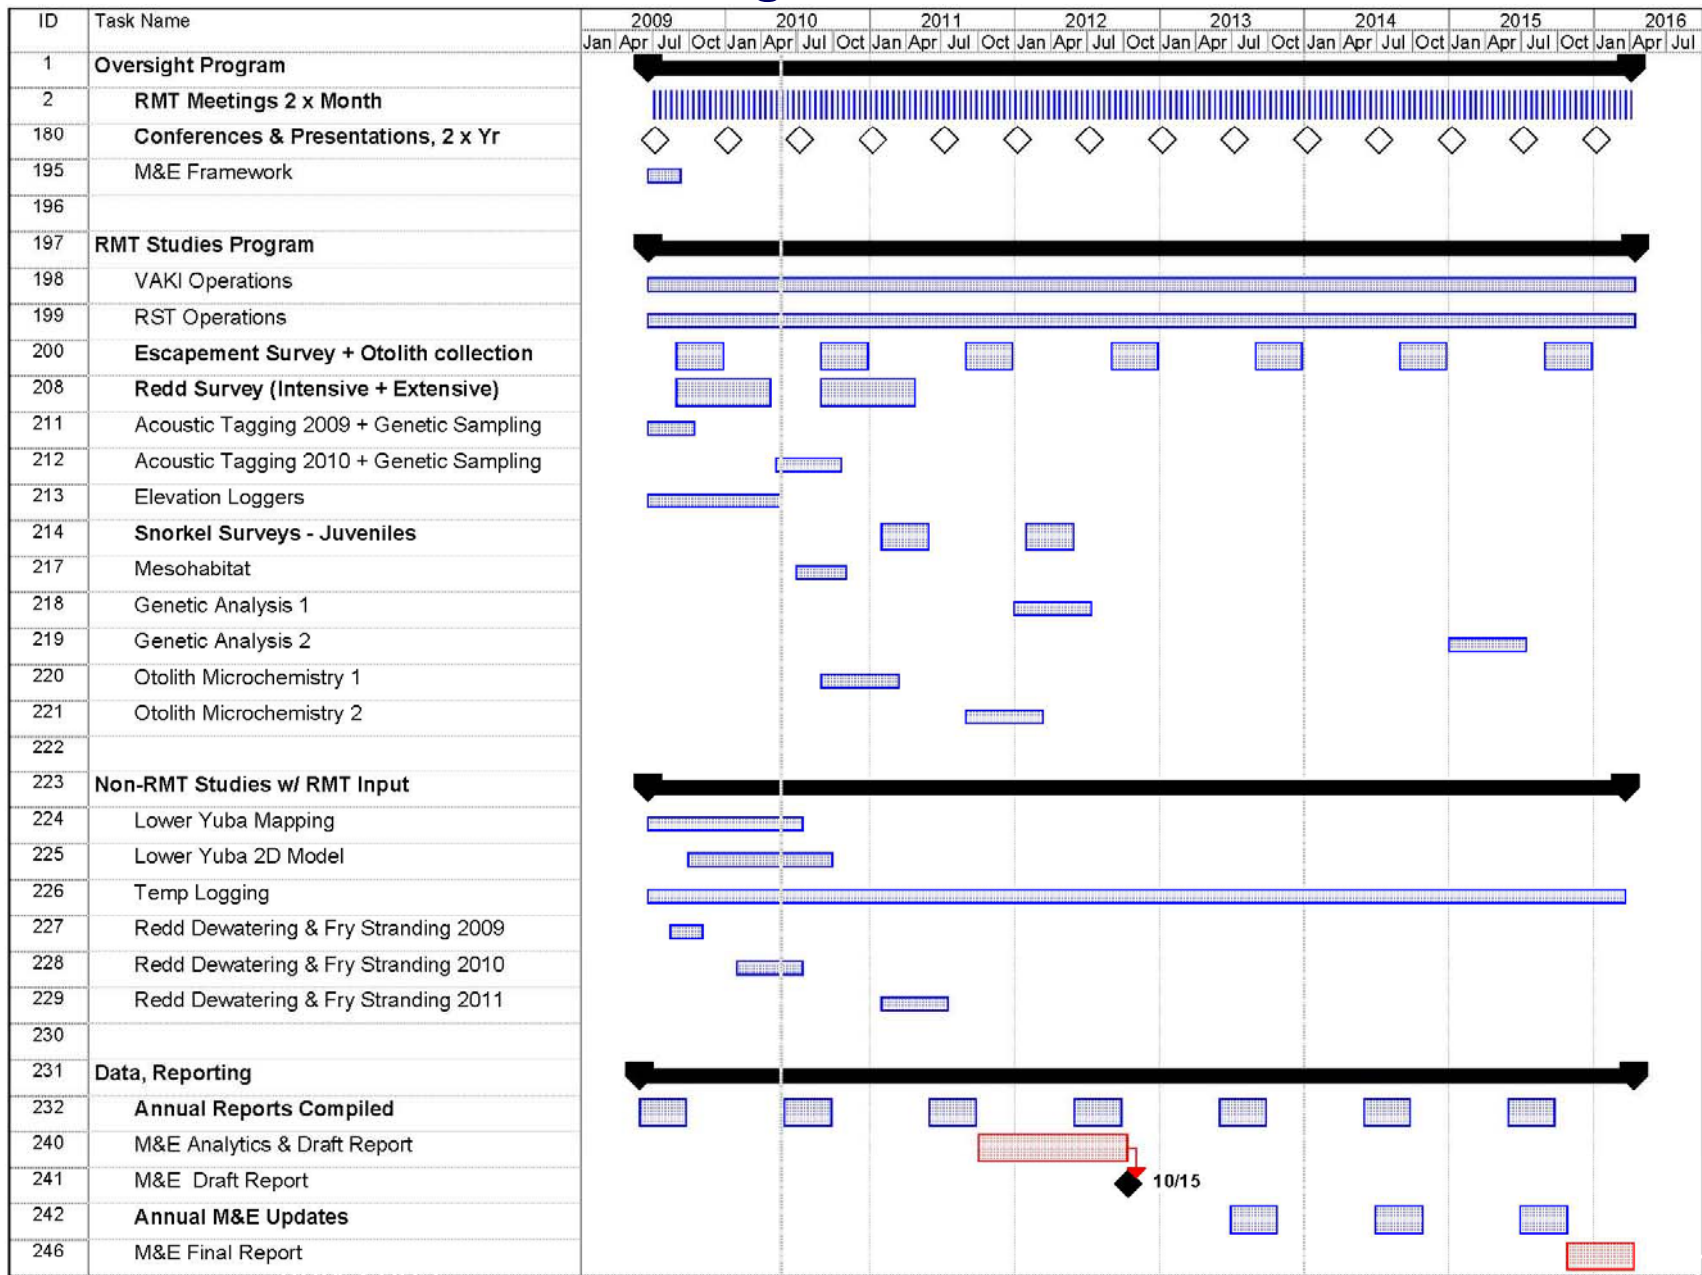 ID Task Name 2009 2010 2011 2012 2013 2014 2015 2016
Jan Apr Jul Oct Jan Apr Jul Oct Jan Apr Jul Oct Jan Apr Jul Oct Jan Apr Jul Oct Jan Apr Jul Oct Jan Apr Jul Oct Jan Apr Jul
1 Oversight Program
2 RMT Meetings 2 x Month
180 Conferences & Presentations, 2 x Yr
195 M&E Framework
196
197 RMT Studies Program
198 VAKI Operations
199 RST Operations
200 Escapement Survey + Otolith collection
208 Redd Survey (Intensive + Extensive)
211 Acoustic Tagging 2009 + Genetic Sampling
212 Acoustic Tagging 2010 + Genetic Sampling
213 Elevation Loggers
214 Snorkel Surveys - Juveniles
217 Mesohabitat
218 Genetic Analysis 1
219 Genetic Analysis 2
220 Otolith Microchemistry 1
221 Otolith Microchemistry 2
222
223 Non-RMT Studies w/ RMT Input
224 Lower Yuba Mapping
225 Lower Yuba 2D Model
226 Temp Logging
227 Redd Dewatering & Fry Stranding 2009
228 Redd Dewatering & Fry Stranding 2010
229 Redd Dewatering & Fry Stranding 2011
230
231 Data, Reporting
232 Annual Reports Compiled
240 M&E Analytics & Draft Report
241 M&E Draft Report 10/15
242 Annual M&E Updates
246 M&E Final Report